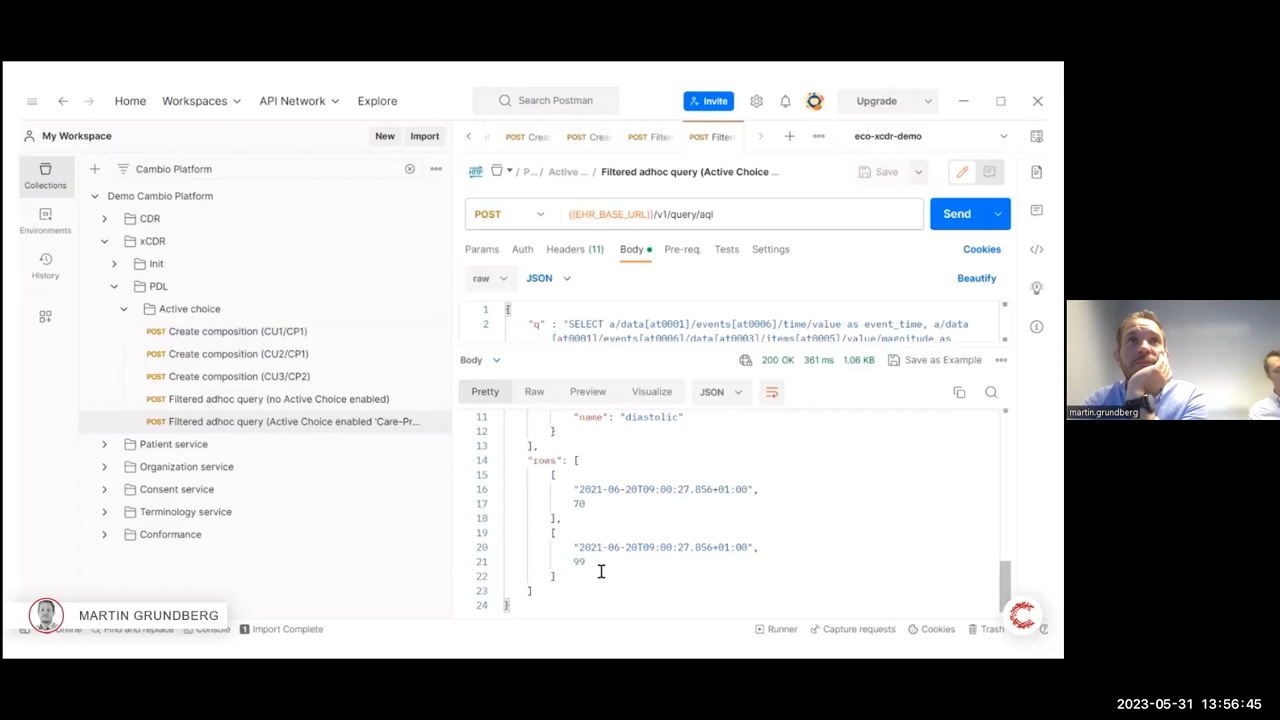 Home Workspaces API Network Explore Search Postman Invite Upgrade
My Workspace New Import POST Crea POST Crea POST Filter POST Filter eco-xcdr-demo
Collections
Cambio Platform
/ P... / Active ... / Filtered adhoc query (Active Choice ... Save
Demo Cambio Platform
CDR
POST {{EHR_BASE_URL}}/v1/query/aql Send
Environments
xCDR
Params Auth Headers (11) Body Pre-req. Tests Settings Cookies
Init
History
raw JSON Beautify
PDL
Active choice
1 {
2 "q" : "SELECT a/data[at0001]/events[at0006]/time/value as event_time, a/data
[at0001]/events[at0006]/data[at0003]/items[at0005]/value/magnitude as
POST Create composition (CU1/CP1)
POST Create composition (CU2/CP1)
Body 200 OK 361 ms 1.06 KB Save as Example
POST Create composition (CU3/CP2)
Pretty Raw Preview Visualize JSON
POST Filtered adhoc query (no Active Choice enabled)
POST Filtered adhoc query (Active Choice enabled 'Care-Pr...
11 "name": "diastolic"
12 }
13 ],
14 "rows": [
15 [
16 "2021-06-20T09:00:27.856+01:00",
17 70
18 ],
19 [
20 "2021-06-20T09:00:27.856+01:00",
21 99
22 ]
23 ]
24 }
Patient service
Organization service
Consent service
Terminology service
Conformance
MARTIN GRUNDBERG
Online Find and replace Console 1 Import Complete Runner Capture requests Cookies Trash
martin.grundberg
2023-05-31 13:56:45